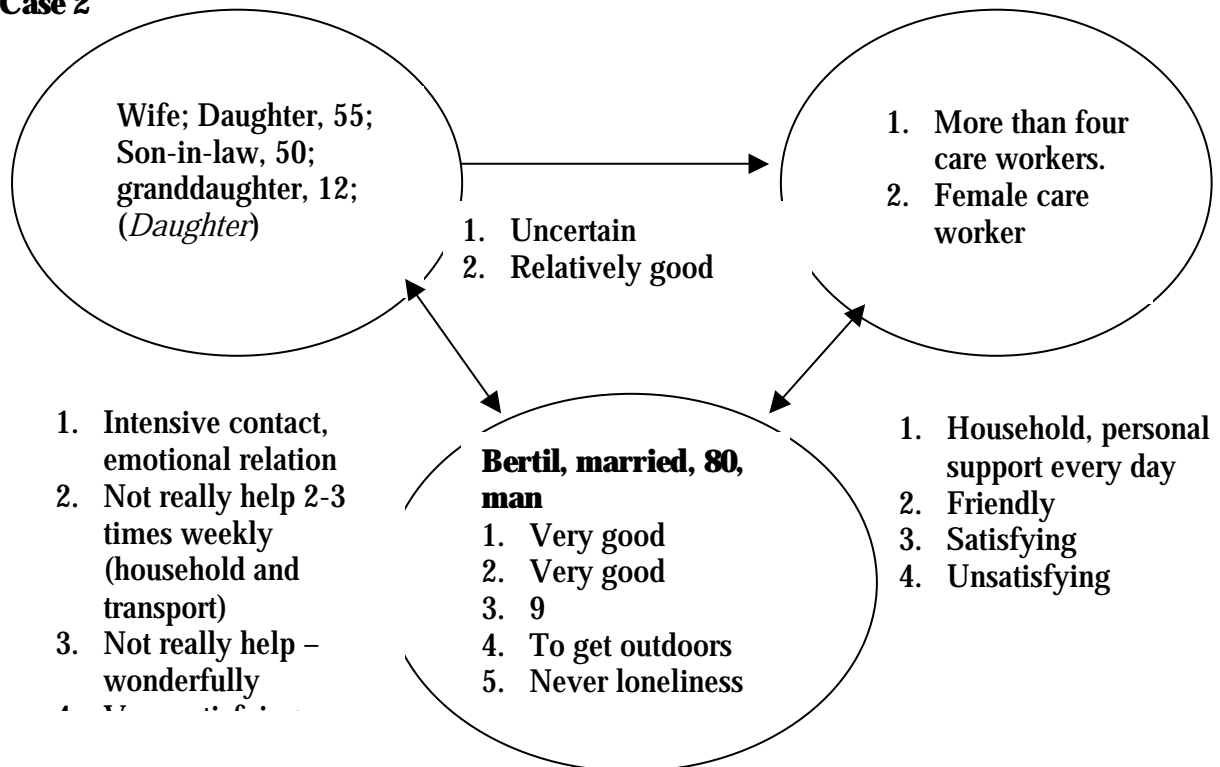 Case 2
Wife; Daughter, 55;
Son-in-law, 50;
granddaughter, 12;
(Daughter)
1. Uncertain
2. Relatively good
1. More than four
care workers.
2. Female care
worker
1. Intensive contact,
emotional relation
2. Not really help 2-3
times weekly
(household and
transport)
3. Not really help –
wonderfully
Bertil, married, 80,
man
1. Very good
2. Very good
3. 9
4. To get outdoors
5. Never loneliness
1. Household, personal
support every day
2. Friendly
3. Satisfying
4. Unsatisfying